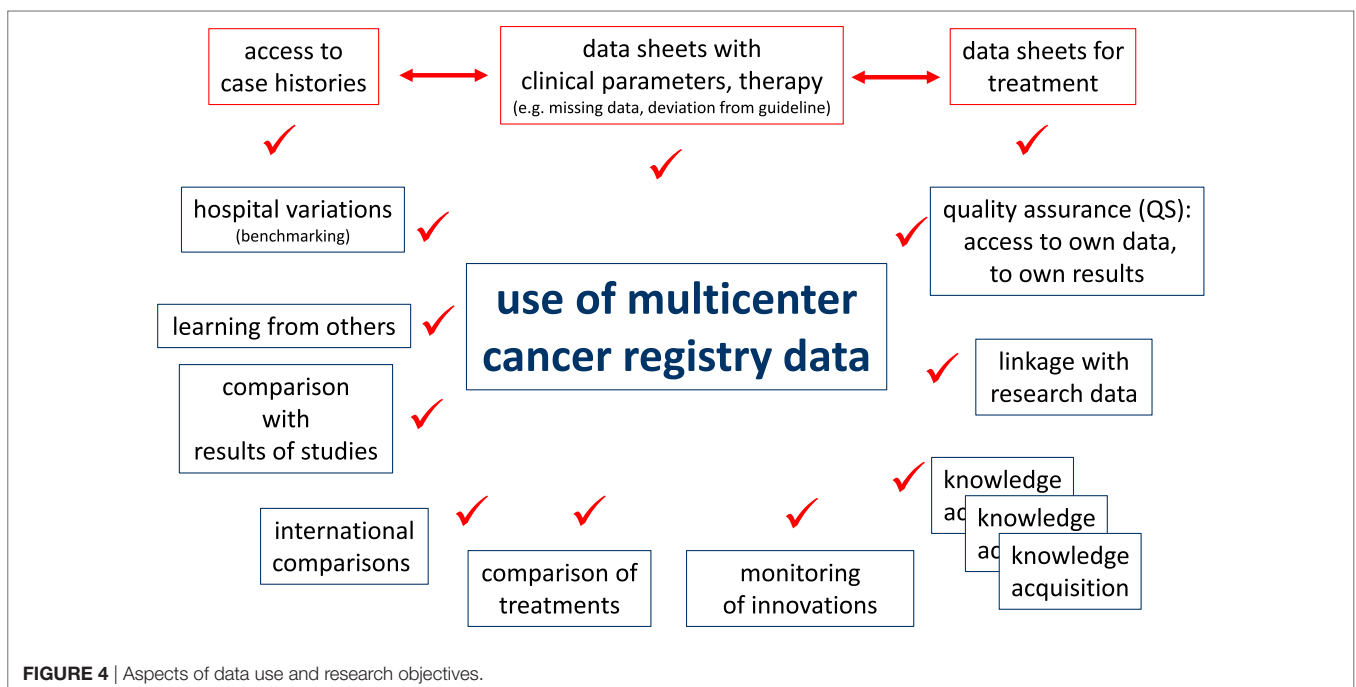 access to
case histories
data sheets with
clinical parameters, therapy
(e.g. missing data, deviation from guideline)
data sheets for
treatment
hospital variations
(benchmarking)
quality assurance (QS):
access to own data,
to own results
use of multicenter
cancer registry data
learning from others
linkage with
research data
comparison
with
results of studies
knowledge
ac
knowledge
ac
knowledge
acquisition
international
comparisons
comparison of
treatments
monitoring
of innovations
FIGURE 4 | Aspects of data use and research objectives.